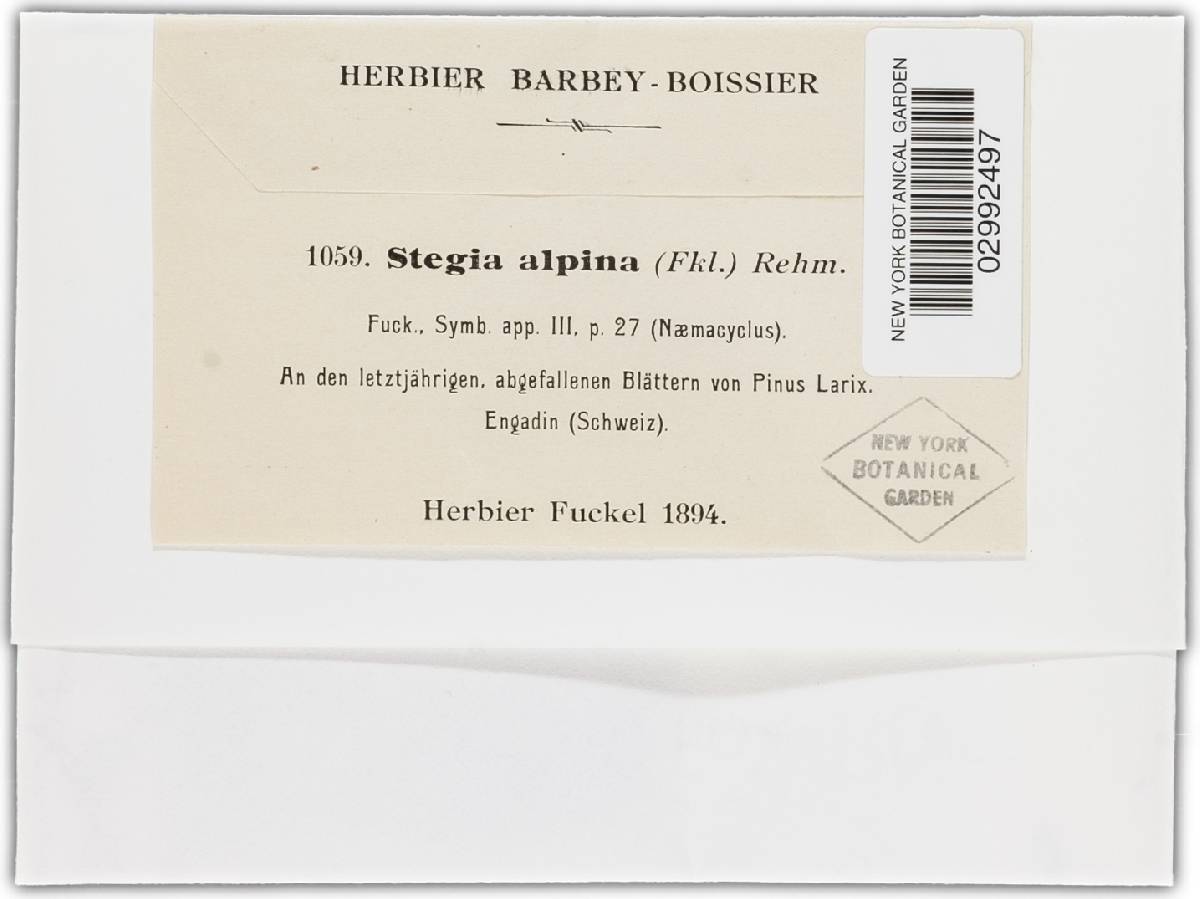 HERBIER BARBEY-BOISSIER
1059. Stegia alpina (Fkl.) Rehm.
Fuck., Symb. app. III, p. 27 (Næmacyclus).
An den letztjährigen, abgefallenen Blättern von Pinus Larix.
Engadin (Schweiz).
Herbier Fuckel 1894.
NEW YORK BOTANICAL GARDEN
02992497
NEW YORK
BOTANICAL
GARDEN